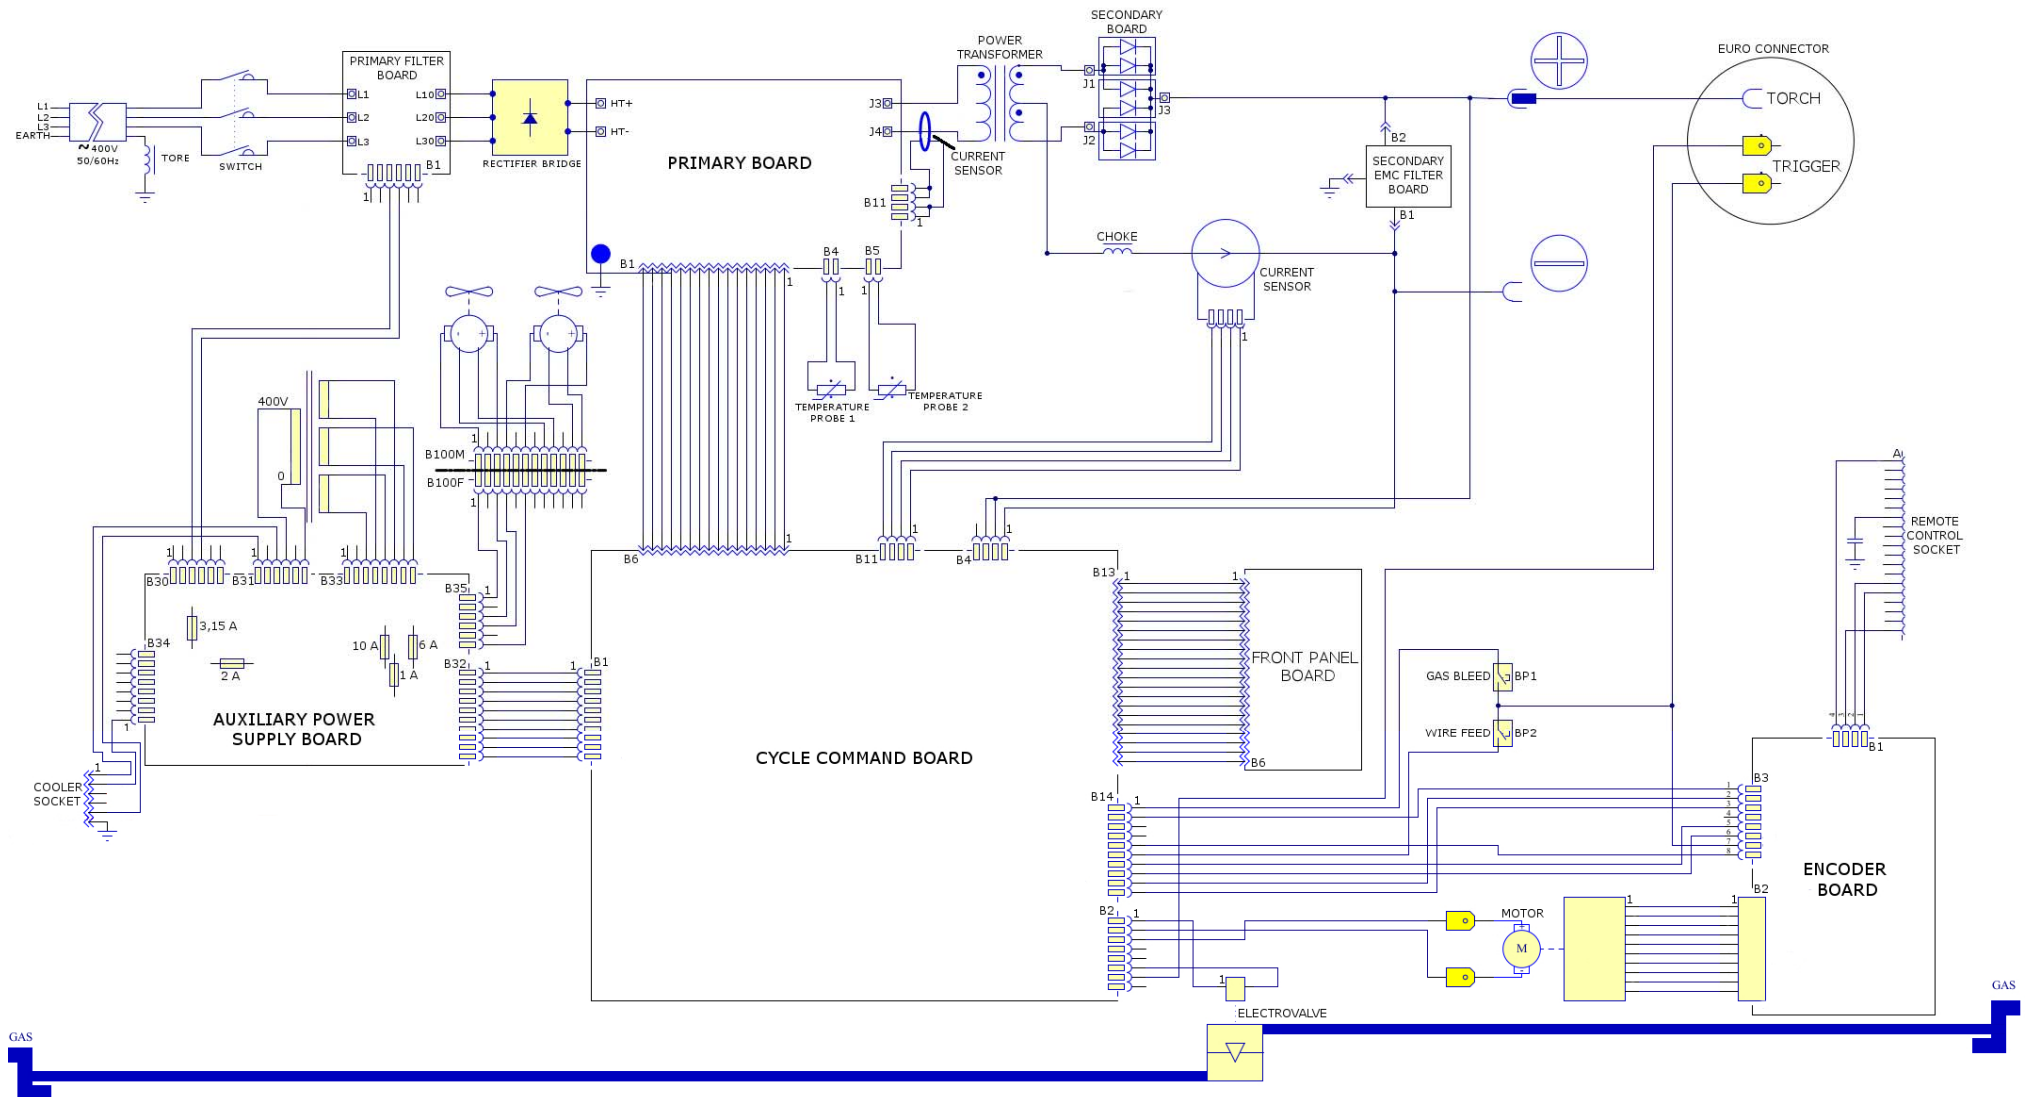 SECONDARY
BOARD
POWER
TRANSFORMER
EURO CONNECTOR
PRIMARY FILTER
BOARD
L1
L2
L3
EARTH
~ 400V
50/60Hz
TORE
SWITCH
L1
L2
L3
L10
L20
L30
B1
1
RECTIFIER BRIDGE
HT+
HT-
PRIMARY BOARD
J3
J4
CURRENT
SENSOR
B11
1
J1
J2
J3
B2
SECONDARY
EMC FILTER
BOARD
B1
TORCH
TRIGGER
CHOKE
CURRENT
SENSOR
1
B1
1
B4
1
B5
1
TEMPERATURE
PROBE 1
TEMPERATURE
PROBE 2
- +
- +
400V
0
1
B100M
B100F
1
1
B30
1
B31
1
B33
B35
1
3,15 A
2 A
10 A
6 A
1 A
B34
1
B32
1
1
B1
AUXILIARY POWER
SUPPLY BOARD
COOLER
SOCKET
1
B6
1
B11
1
B4
1
CYCLE COMMAND BOARD
B13
1
1
FRONT PANEL
BOARD
B6
B14
1
B2
1
GAS BLEED
BP1
WIRE FEED
BP2
A
REMOTE
CONTROL
SOCKET
4
3
2
1
B1
B3
1
2
3
4
5
6
7
8
ENCODER
BOARD
B2
1
1
MOTOR
+
M
-
1
ELECTROVALVE
GAS
GAS